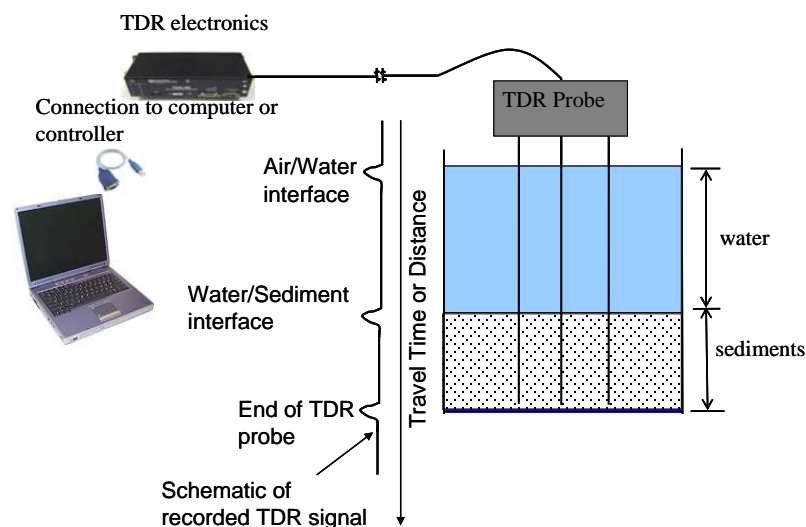 TDR electronics
Connection to computer or
controller
TDR Probe
Air/Water
interface
Water/Sediment
interface
End of TDR
probe
Schematic of
recorded TDR signal
Travel Time or Distance
water
sediments